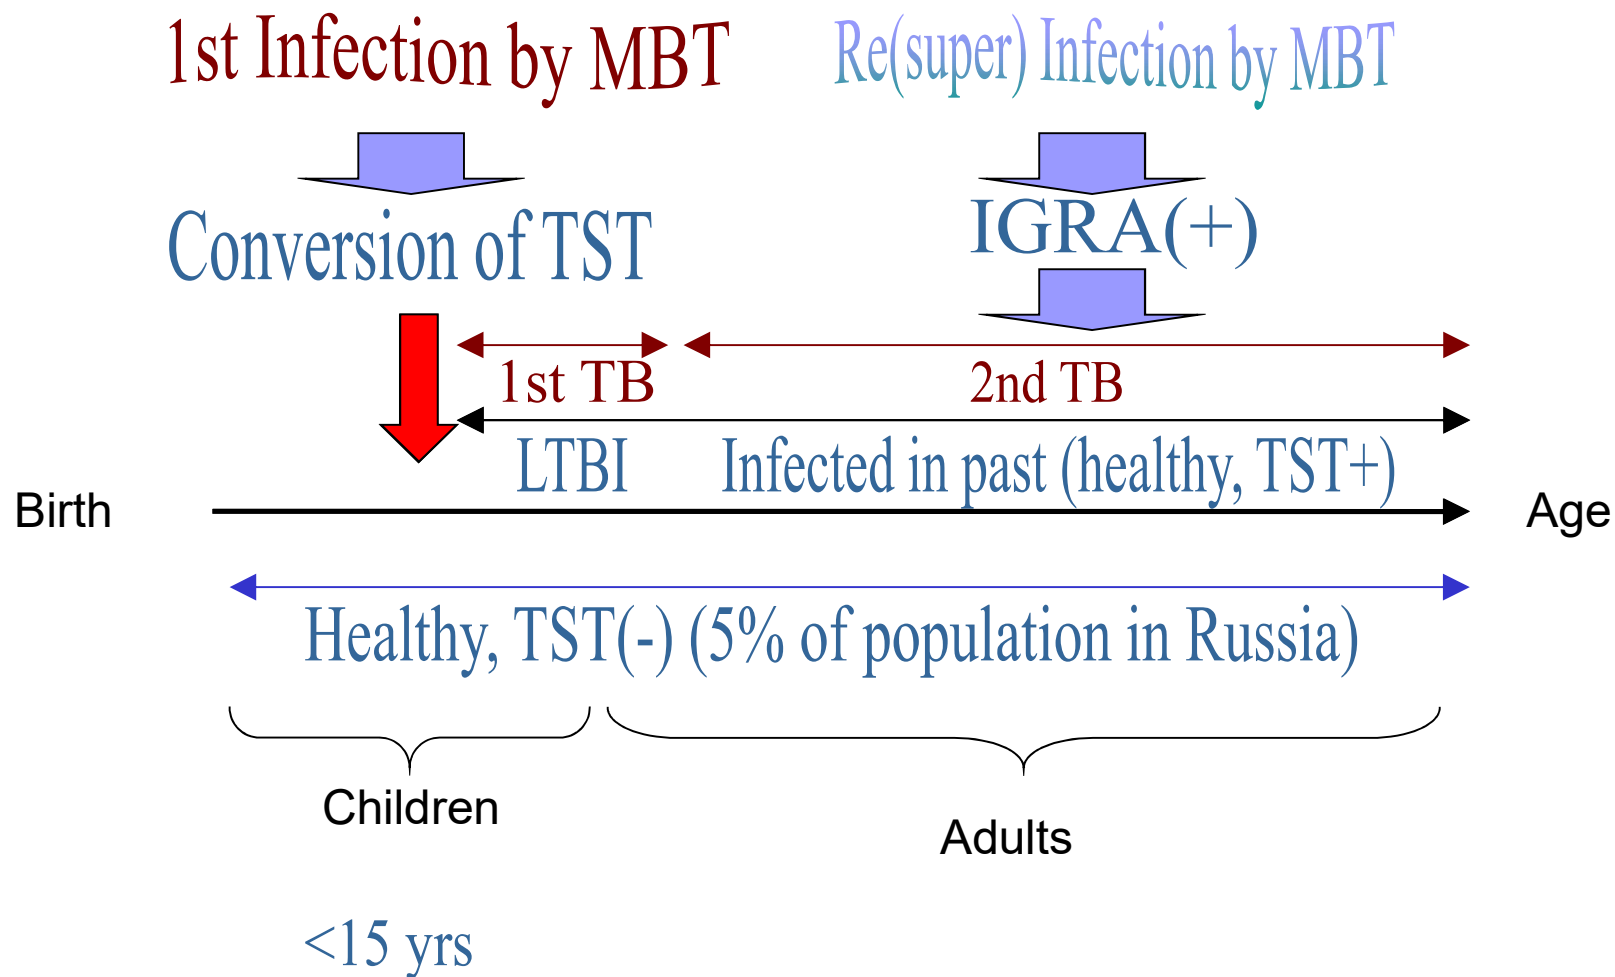 1st Infection by MBT
Re(super) Infection by MBT
Conversion of TST
IGRA(+)
1st TB
2nd TB
LTBI
Infected in past (healthy, TST+)
Birth
Age
Healthy, TST(-) (5% of population in Russia)
Children
Adults
<15 yrs